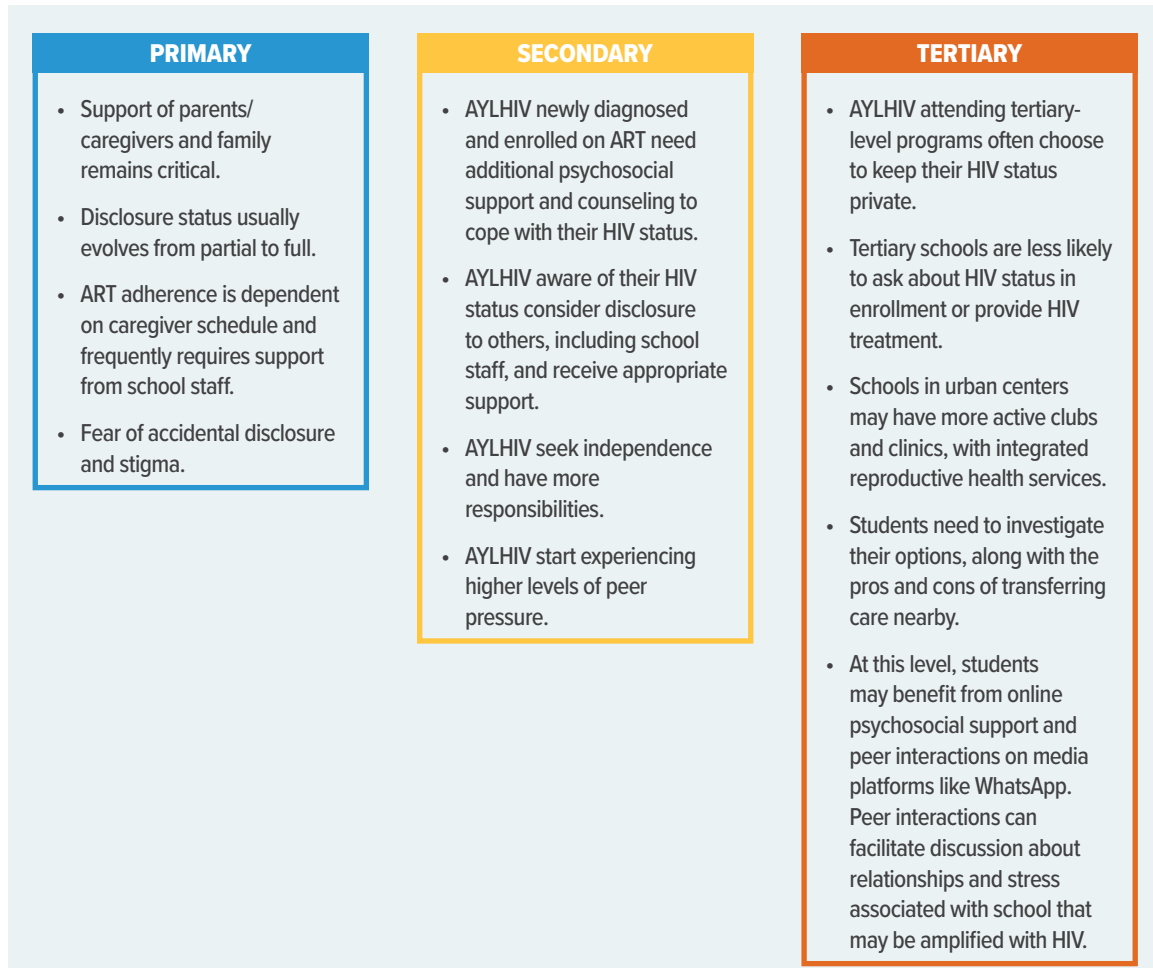 PRIMARY
• Support of parents/
caregivers and family
remains critical.
• Disclosure status usually
evolves from partial to full.
• ART adherence is dependent
on caregiver schedule and
frequently requires support
from school staff.
• Fear of accidental disclosure
and stigma.
SECONDARY
• AYLHIV newly diagnosed
and enrolled on ART need
additional psychosocial
support and counseling to
cope with their HIV status.
• AYLHIV aware of their HIV
status consider disclosure
to others, including school
staff, and receive appropriate
support.
• AYLHIV seek independence
and have more
responsibilities.
• AYLHIV start experiencing
higher levels of peer
pressure.
TERTIARY
• AYLHIV attending tertiary-
level programs often choose
to keep their HIV status
private.
• Tertiary schools are less likely
to ask about HIV status in
enrollment or provide HIV
treatment.
• Schools in urban centers
may have more active clubs
and clinics, with integrated
reproductive health services.
• Students need to investigate
their options, along with the
pros and cons of transferring
care nearby.
• At this level, students
may benefit from online
psychosocial support and
peer interactions on media
platforms like WhatsApp.
Peer interactions can
facilitate discussion about
relationships and stress
associated with school that
may be amplified with HIV.